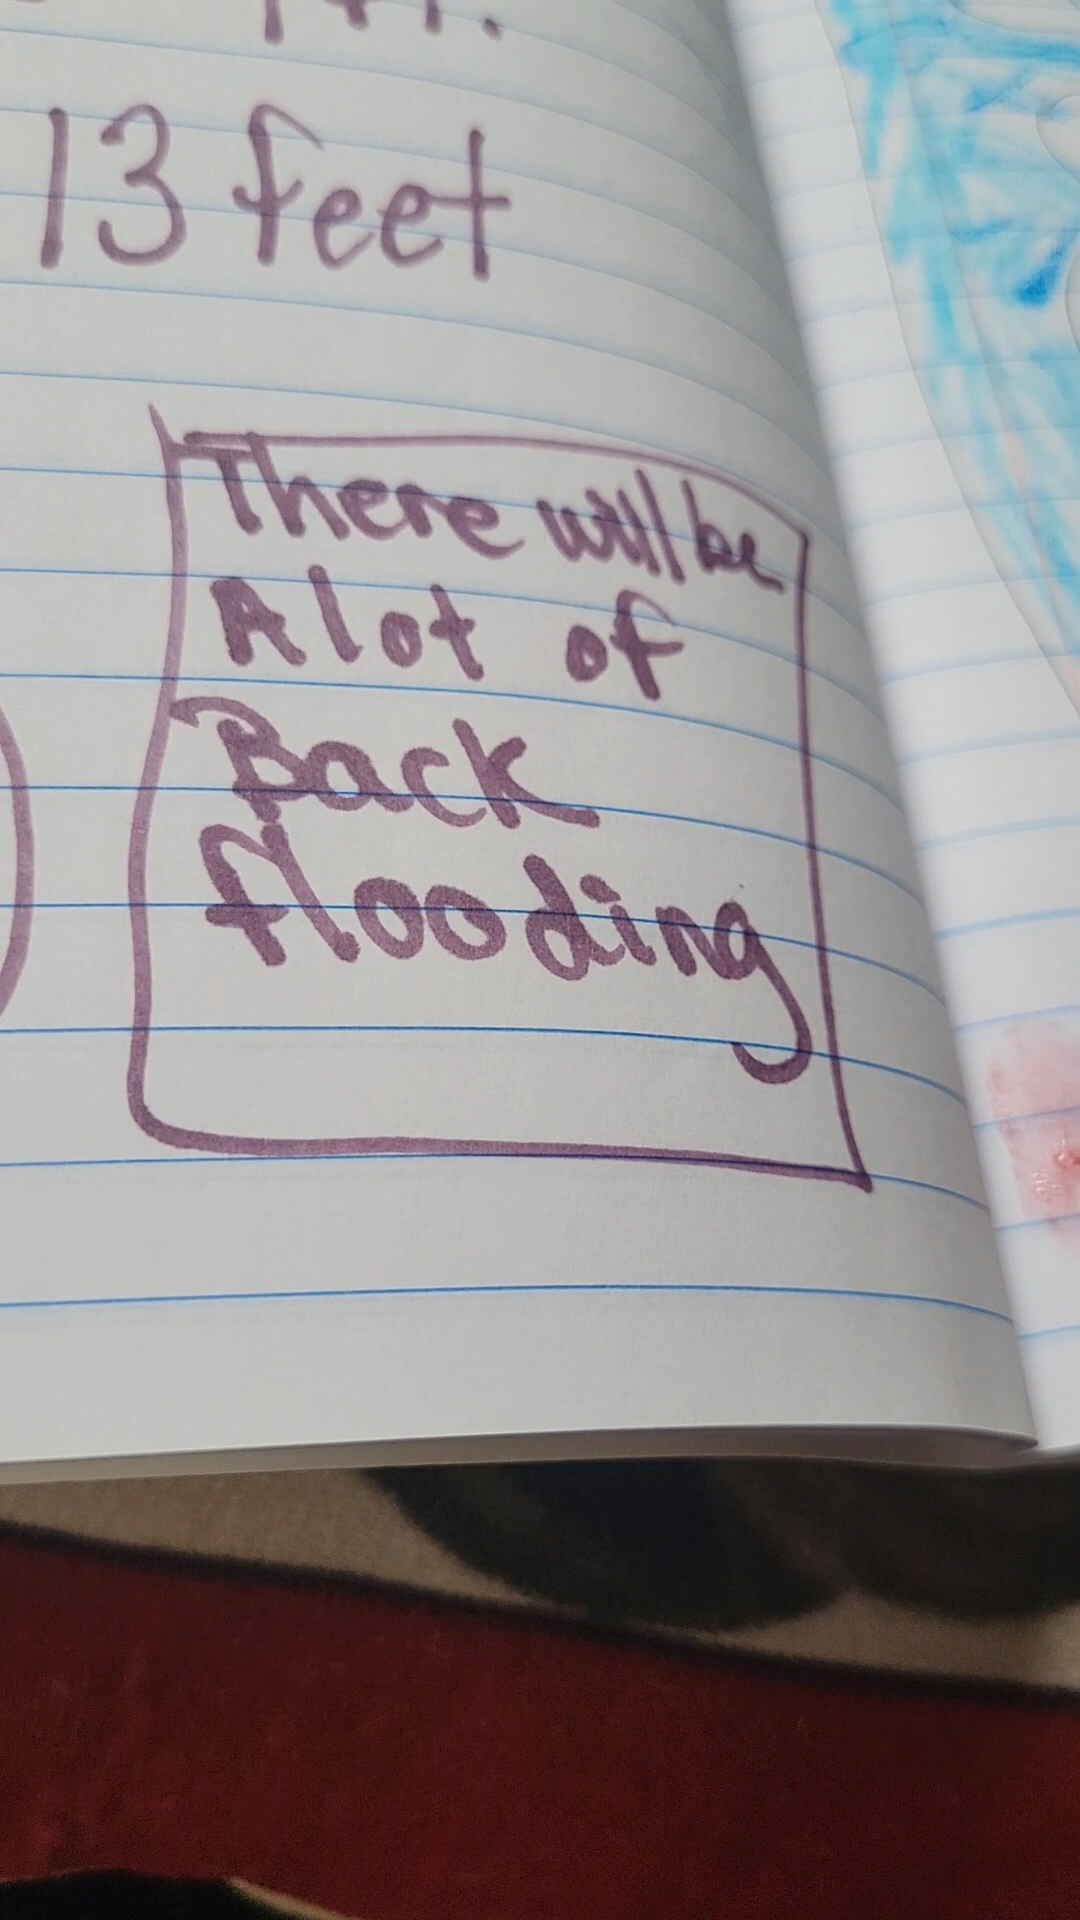 13 feet
There will be
A lot of
Back
flooding